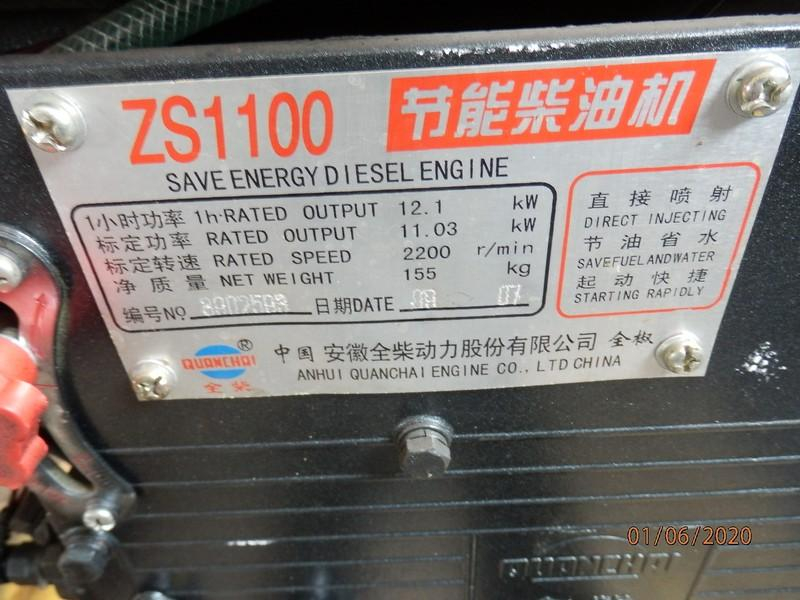 ZS1100 节能柴油机
SAVE ENERGY DIESEL ENGINE
1小时功率 1h·RATED OUTPUT 12.1 kW
标定功率 RATED OUTPUT 11.03 kW
标定转速 RATED SPEED 2200 r/min
净质量 NET WEIGHT 155 kg
编号NO. 日期DATE 08 07
直接喷射
DIRECT INJECTING
节油省水
SAVEFUELANDWATER
起动快捷
STARTING RAPIDLY
QUANCHAI ®
全柴
中国 安徽全柴动力股份有限公司 全椒
ANHUI QUANCHAI ENGINE CO., LTD CHINA
QUANCHAI
01/06/2020